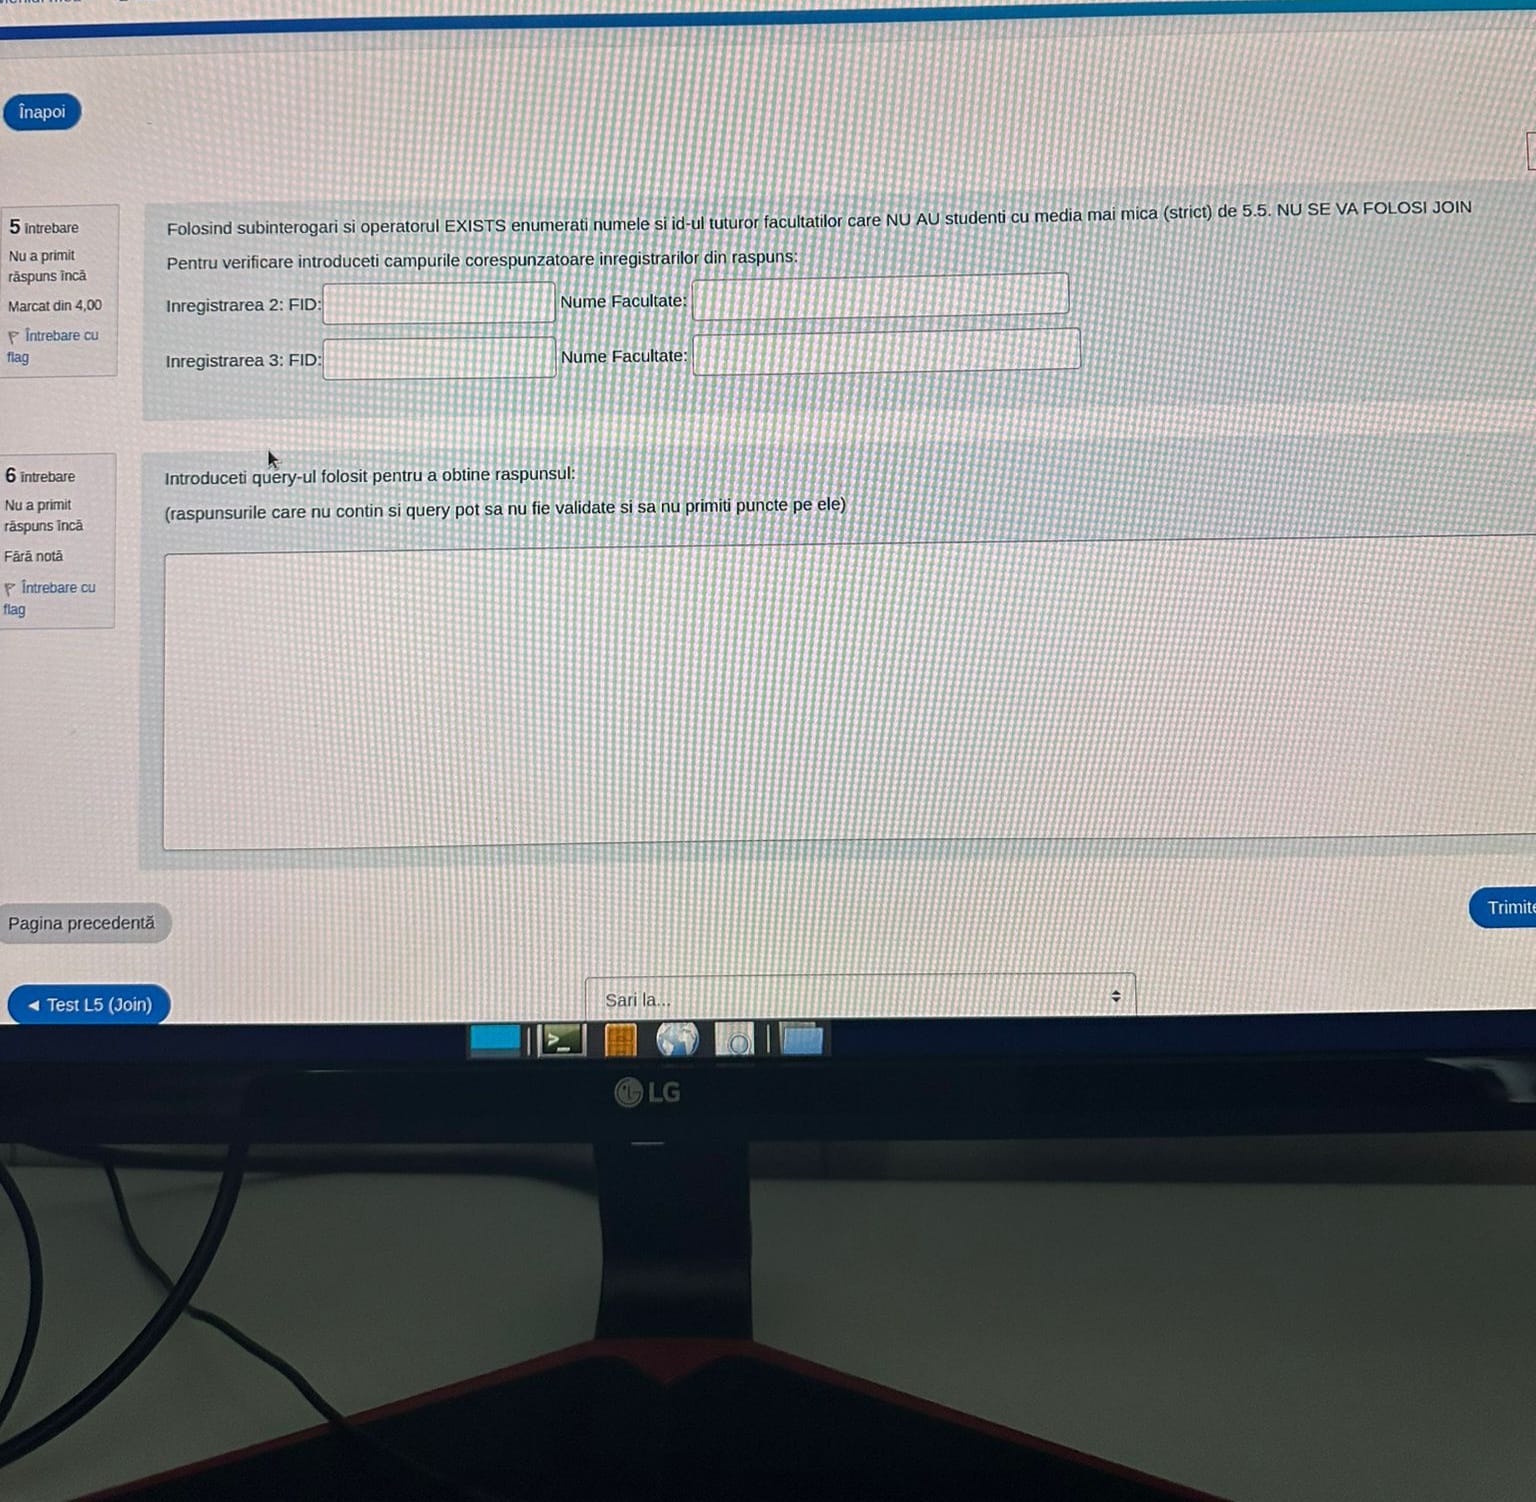 Înapoi
5 Întrebare
Nu a primit
răspuns încă
Marcat din 4,00
Întrebare cu
flag
Folosind subinterogari si operatorul EXISTS enumerati numele si id-ul tuturor facultatilor care NU AU studenti cu media mai mica (strict) de 5.5. NU SE VA FOLOSI JOIN
Pentru verificare introduceti campurile corespunzatoare inregistrarilor din raspuns:
Inregistrarea 2: FID: Nume Facultate:
Inregistrarea 3: FID: Nume Facultate:
6 Întrebare
Nu a primit
răspuns încă
Fără notă
Întrebare cu
flag
Introduceti query-ul folosit pentru a obtine raspunsul:
(raspunsurile care nu contin si query pot sa nu fie validate si sa nu primiti puncte pe ele)
Pagina precedentă
Trimite
◄ Test L5 (Join)
Sari la...
LG